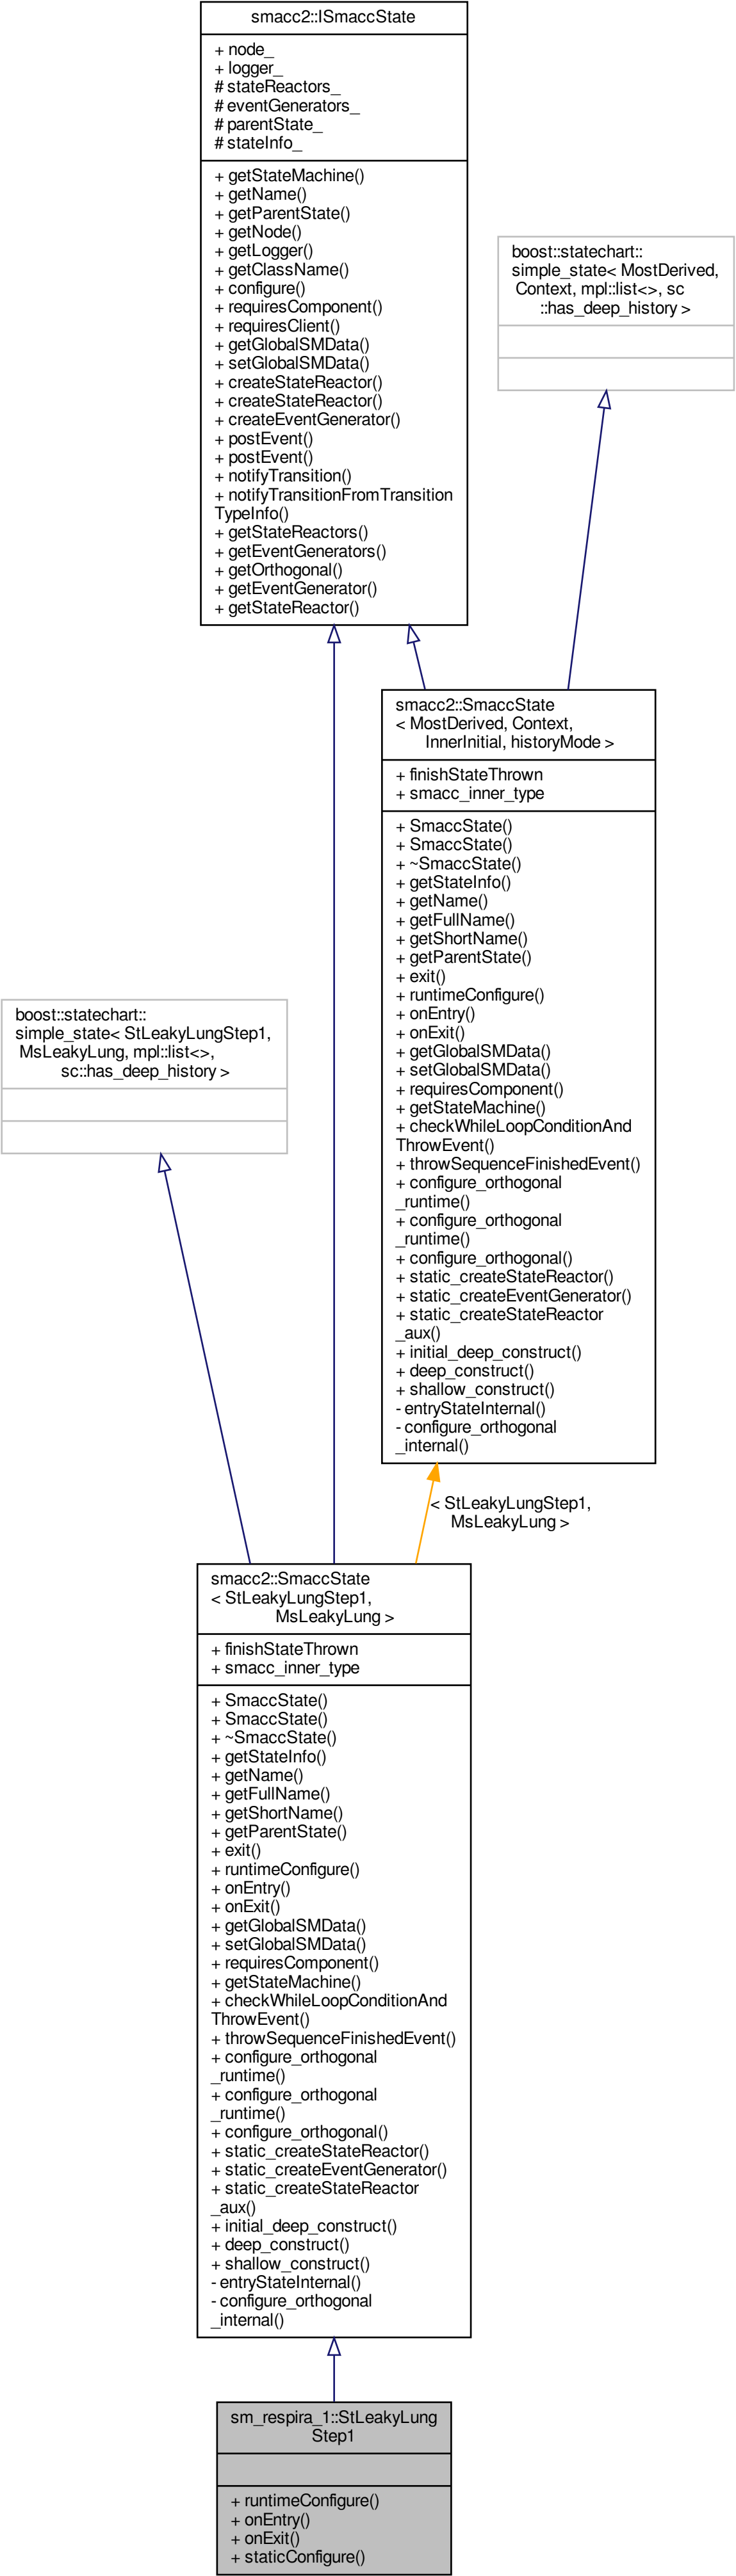 smacc2::ISmaccState
+ node_
+ logger_
# stateReactors_
# eventGenerators_
# parentState_
# stateInfo_
+ getStateMachine()
+ getName()
+ getParentState()
+ getNode()
+ getLogger()
+ getClassName()
+ configure()
+ requiresComponent()
+ requiresClient()
+ getGlobalSMData()
+ setGlobalSMData()
+ createStateReactor()
+ createStateReactor()
+ createEventGenerator()
+ postEvent()
+ postEvent()
+ notifyTransition()
+ notifyTransitionFromTransition
TypeInfo()
+ getStateReactors()
+ getEventGenerators()
+ getOrthogonal()
+ getEventGenerator()
+ getStateReactor()
boost::statechart::
simple_state< MostDerived,
Context, mpl::list<>, sc
::has_deep_history >
smacc2::SmaccState
< MostDerived, Context,
InnerInitial, historyMode >
+ finishStateThrown
+ smacc_inner_type
+ SmaccState()
+ SmaccState()
+ ~SmaccState()
+ getStateInfo()
+ getName()
+ getFullName()
+ getShortName()
+ getParentState()
+ exit()
+ runtimeConfigure()
+ onEntry()
+ onExit()
+ getGlobalSMData()
+ setGlobalSMData()
+ requiresComponent()
+ getStateMachine()
+ checkWhileLoopConditionAnd
ThrowEvent()
+ throwSequenceFinishedEvent()
+ configure_orthogonal
_runtime()
+ configure_orthogonal
_runtime()
+ configure_orthogonal()
+ static_createStateReactor()
+ static_createEventGenerator()
+ static_createStateReactor
_aux()
+ initial_deep_construct()
+ deep_construct()
+ shallow_construct()
- entryStateInternal()
- configure_orthogonal
_internal()
boost::statechart::
simple_state< StLeakyLungStep1,
MsLeakyLung, mpl::list<>,
sc::has_deep_history >
< StLeakyLungStep1,
MsLeakyLung >
smacc2::SmaccState
< StLeakyLungStep1,
MsLeakyLung >
+ finishStateThrown
+ smacc_inner_type
+ SmaccState()
+ SmaccState()
+ ~SmaccState()
+ getStateInfo()
+ getName()
+ getFullName()
+ getShortName()
+ getParentState()
+ exit()
+ runtimeConfigure()
+ onEntry()
+ onExit()
+ getGlobalSMData()
+ setGlobalSMData()
+ requiresComponent()
+ getStateMachine()
+ checkWhileLoopConditionAnd
ThrowEvent()
+ throwSequenceFinishedEvent()
+ configure_orthogonal
_runtime()
+ configure_orthogonal
_runtime()
+ configure_orthogonal()
+ static_createStateReactor()
+ static_createEventGenerator()
+ static_createStateReactor
_aux()
+ initial_deep_construct()
+ deep_construct()
+ shallow_construct()
- entryStateInternal()
- configure_orthogonal
_internal()
sm_respira_1::StLeakyLung
Step1
+ runtimeConfigure()
+ onEntry()
+ onExit()
+ staticConfigure()